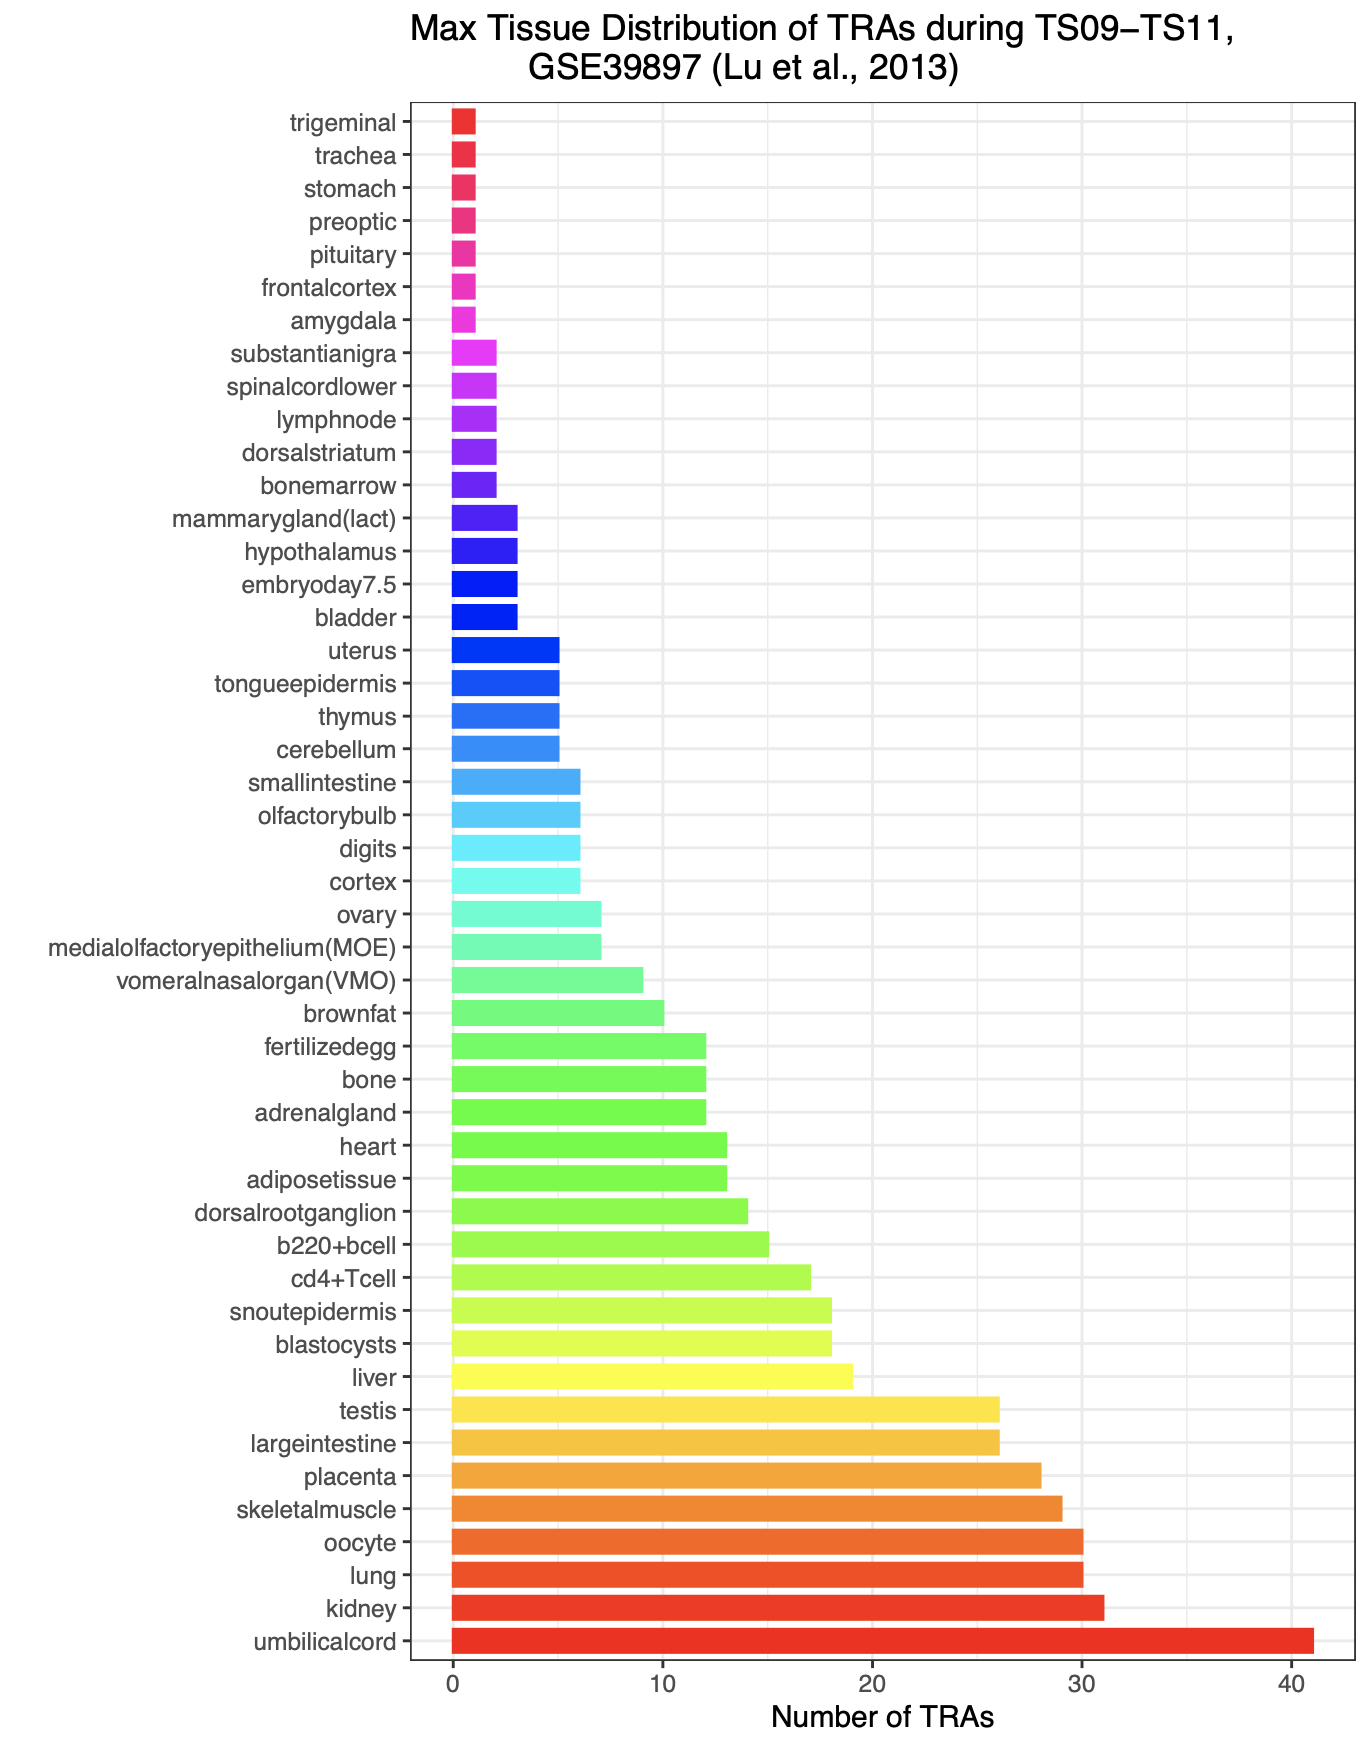 Max Tissue Distribution of TRAs during TS09−TS11,
GSE39897 (Lu et al., 2013)
trigeminal
trachea
stomach
preoptic
pituitary
frontalcortex
amygdala
substantianigra
spinalcordlower
lymphnode
dorsalstriatum
bonemarrow
mammarygland(lact)
hypothalamus
embryoday7.5
bladder
uterus
tongueepidermis
thymus
cerebellum
smallintestine
olfactorybulb
digits
cortex
ovary
medialolfactoryepithelium(MOE)
vomeralnasalorgan(VMO)
brownfat
fertilizedegg
bone
adrenalgland
heart
adiposetissue
dorsalrootganglion
b220+bcell
cd4+Tcell
snoutepidermis
blastocysts
liver
testis
largeintestine
placenta
skeletalmuscle
oocyte
lung
kidney
umbilicalcord
0 10 20 30 40
Number of TRAs